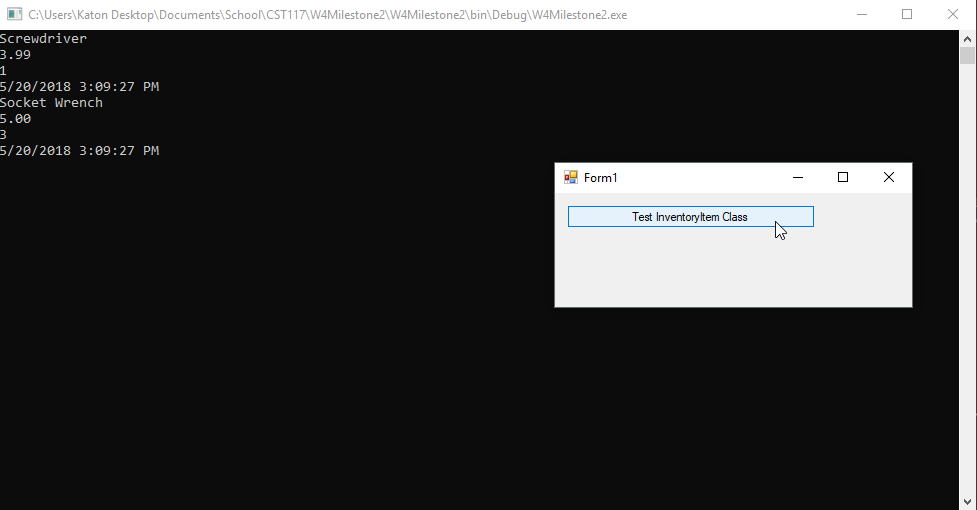 C:\Users\Katon Desktop\Documents\School\CST117\W4Milestone2\W4Milestone2\bin\Debug\W4Milestone2.exe
Screwdriver
3.99
1
5/20/2018 3:09:27 PM
Socket Wrench
5.00
3
5/20/2018 3:09:27 PM
Form1
Test InventoryItem Class